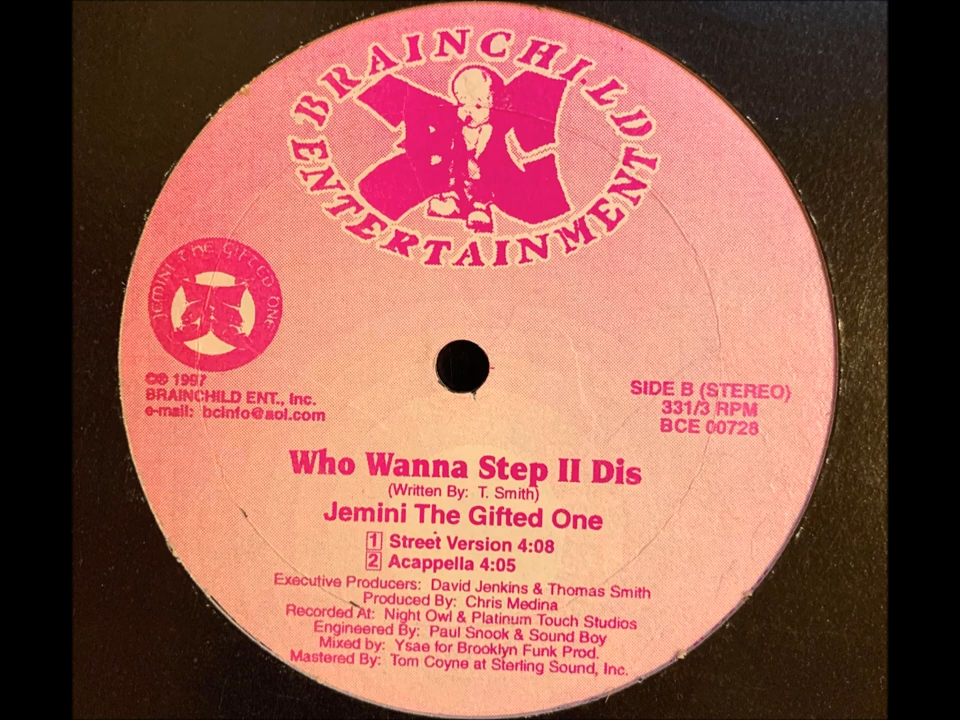 BRAINCHILD
ENTERTAINMENT
BC
JEMINI THE GIFTED ONE
©℗ 1997
BRAINCHILD ENT., Inc.
e-mail: bcinfo@aol.com
SIDE B (STEREO)
331/3 RPM
BCE 00728
Who Wanna Step II Dis
(Written By: T. Smith)
Jemini The Gifted One
1 Street Version 4:08
2 Acappella 4:05
Executive Producers: David Jenkins & Thomas Smith
Produced By: Chris Medina
Recorded At: Night Owl & Platinum Touch Studios
Engineered By: Paul Snook & Sound Boy
Mixed by: Ysae for Brooklyn Funk Prod.
Mastered By: Tom Coyne at Sterling Sound, Inc.